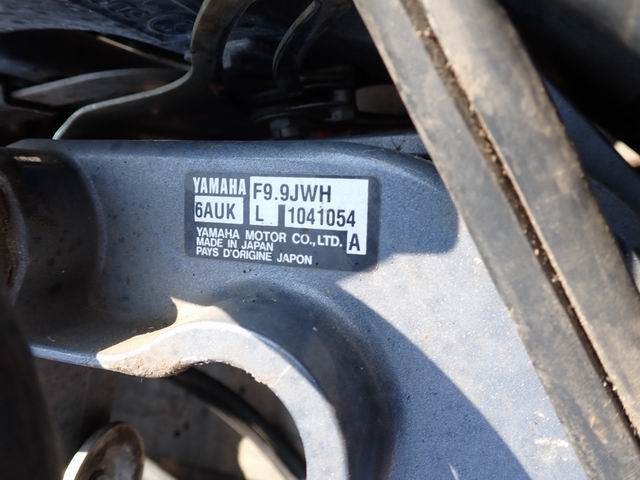 YAMAHA F9.9JWH
6AUK L 1041054
YAMAHA MOTOR CO.,LTD. A
MADE IN JAPAN
PAYS D'ORIGINE JAPON